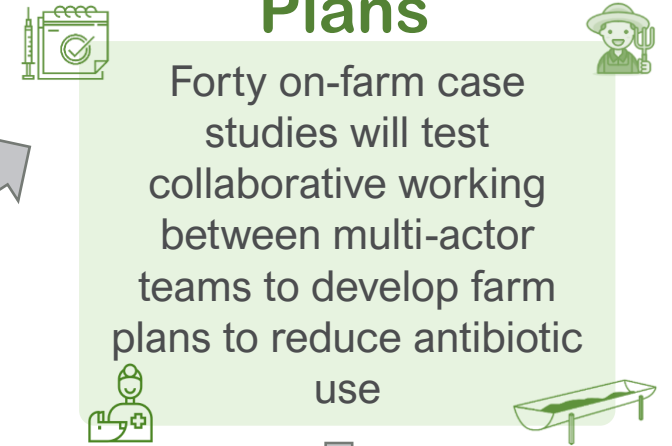 Plans
Forty on-farm case
studies will test
collaborative working
between multi-actor
teams to develop farm
plans to reduce antibiotic
use